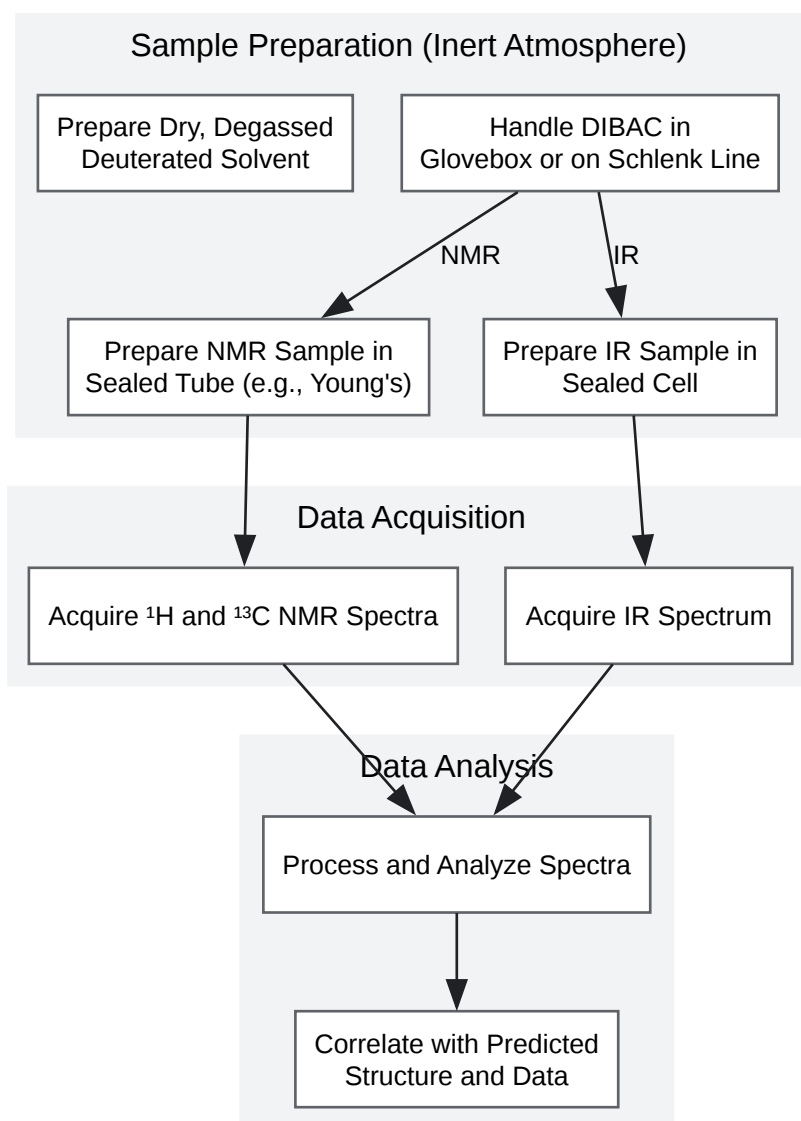 Sample Preparation (Inert Atmosphere)
Prepare Dry, Degassed
Deuterated Solvent
Handle DIBAC in
Glovebox or on Schlenk Line
NMR
IR
Prepare NMR Sample in
Sealed Tube (e.g., Young's)
Prepare IR Sample in
Sealed Cell
Data Acquisition
Acquire ¹H and ¹³C NMR Spectra
Acquire IR Spectrum
Data Analysis
Process and Analyze Spectra
Correlate with Predicted
Structure and Data